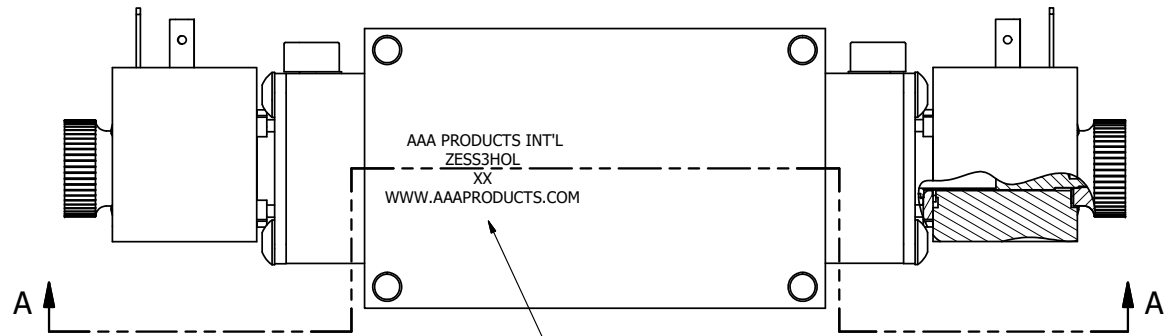 AAA PRODUCTS INT'L
ZESS3HOL
XX
WWW.AAAPRODUCTS.COM
A
A